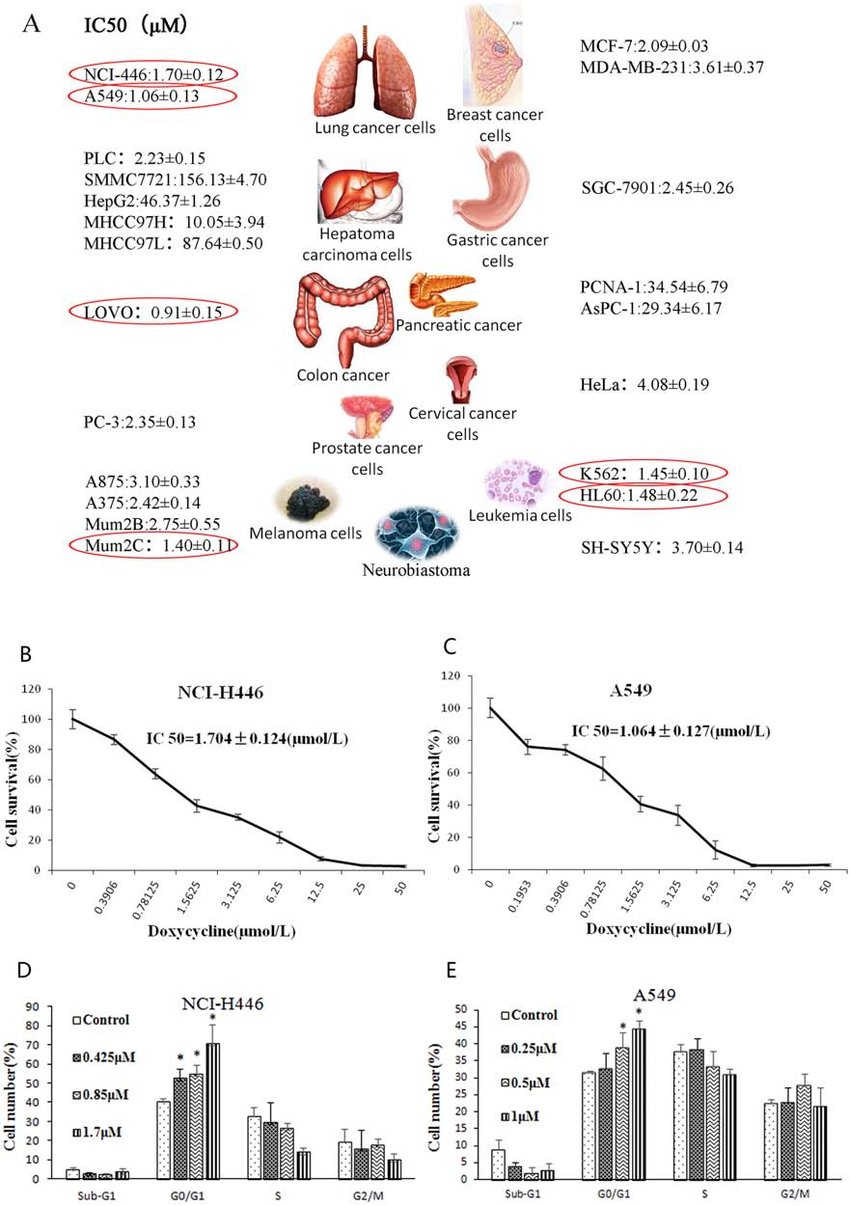 A
IC50（μM）
NCI-446:1.70±0.12
A549:1.06±0.13
Lung cancer cells
Breast cancer
cells
MCF-7:2.09±0.03
MDA-MB-231:3.61±0.37
PLC：2.23±0.15
SMMC7721:156.13±4.70
HepG2:46.37±1.26
MHCC97H：10.05±3.94
MHCC97L：87.64±0.50
Hepatoma
carcinoma cells
Gastric cancer
cells
SGC-7901:2.45±0.26
LOVO：0.91±0.15
Colon cancer
Pancreatic cancer
PCNA-1:34.54±6.79
AsPC-1:29.34±6.17
HeLa：4.08±0.19
Cervical cancer
cells
PC-3:2.35±0.13
Prostate cancer
cells
A875:3.10±0.33
A375:2.42±0.14
Mum2B:2.75±0.55
Mum2C：1.40±0.11
Melanoma cells
Leukemia cells
K562：1.45±0.10
HL60:1.48±0.22
Neurobiastoma
SH-SY5Y：3.70±0.14
B
NCI-H446
IC 50=1.704±0.124(μmol/L)
Cell survival(%)
120
100
80
60
40
20
0
0 0.3906 0.78125 1.5625 3.125 6.25 12.5 25 50
Doxycycline(μmol/L)
C
A549
IC 50=1.064±0.127(μmol/L)
Cell survival(%)
120
100
80
60
40
20
0
0 0.1953 0.3906 0.78125 1.5625 3.125 6.25 12.5 25 50
Doxycycline(μmol/L)
D
NCI-H446
Control
0.425μM
0.85μM
1.7μM
* * *
Cell number(%)
90
80
70
60
50
40
30
20
10
0
Sub-G1 G0/G1 S G2/M
E
A549
Control
0.25μM
0.5μM
1μM
* *
Cell number(%)
50
45
40
35
30
25
20
15
10
5
0
Sub-G1 G0/G1 S G2/M